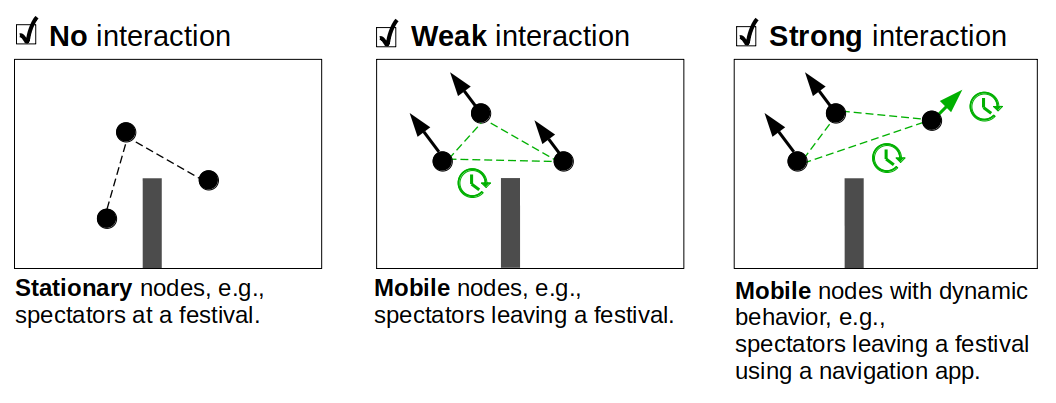 No interaction
Stationary nodes, e.g.,
spectators at a festival.
Weak interaction
Mobile nodes, e.g.,
spectators leaving a festival.
Strong interaction
Mobile nodes with dynamic
behavior, e.g.,
spectators leaving a festival
using a navigation app.